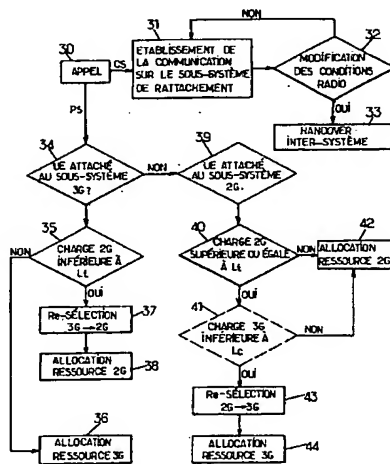 31
NON
32
30
APPEL
CS
ETABLISSEMENT DE
LA COMMUNICATION
SUR LE SOUS-SYSTÈME
DE RATTACHEMENT
MODIFICATION
DES CONDITIONS
RADIO
OUI
33
HANDOVER
INTER-SYSTÈME
PS
34
UE ATTACHÉ
AU SOUS-SYSTÈME
3G?
NON
39
UE ATTACHÉ
AU SOUS-SYSTÈME
2G.
35
NON
CHARGE 2G
INFÉRIEURE À
Lt
OUI
40
CHARGE 2G
SUPÉRIEURE OU ÉGALE
À Lt
NON
42
ALLOCATION
RESSOURCE 2G
OUI
37
Re-SÉLECTION
3G→2G
41
CHARGE 3G
INFÉRIEURE À
Lc
NON
ALLOCATION
RESSOURCE 2G
38
OUI
Re-SÉLECTION
2G→3G
43
36
ALLOCATION
RESSOURCE 3G
ALLOCATION
RESSOURCE 3G
44